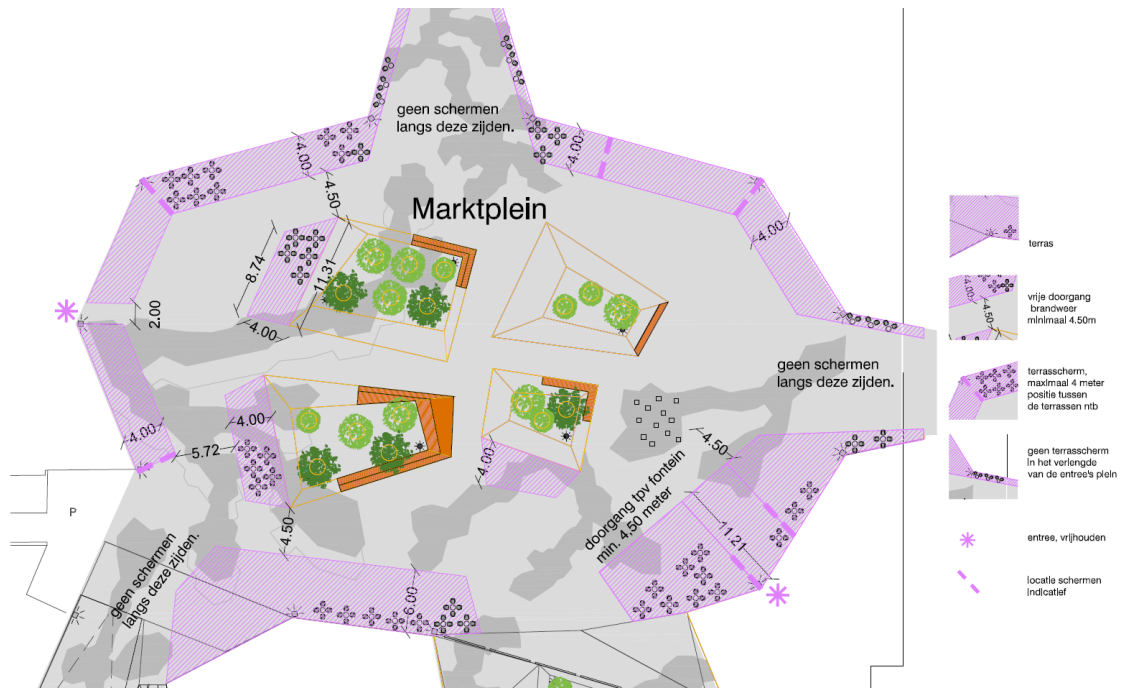 geen schermen
langs deze zijden.
4.00
4.00
4.50
Marktplein
4.00
8.74
11.31
2.00
4.00
geen schermen
langs deze zijden.
4.00
4.00
5.72
4.00
4.50
4.50
doorgang tpv fontein
min. 4,50 meter
11.21
P
geen schermen
langs deze zijden.
6.00
terras
vrije doorgang
brandweer
minimaal 4.50m
4.00
4.50
terrasscherm,
maximaal 4 meter
positie tussen
de terrassen ntb
geen terrasscherm
in het verlengde
van de entree's plein
entree, vrijhouden
locatie schermen
indicatief